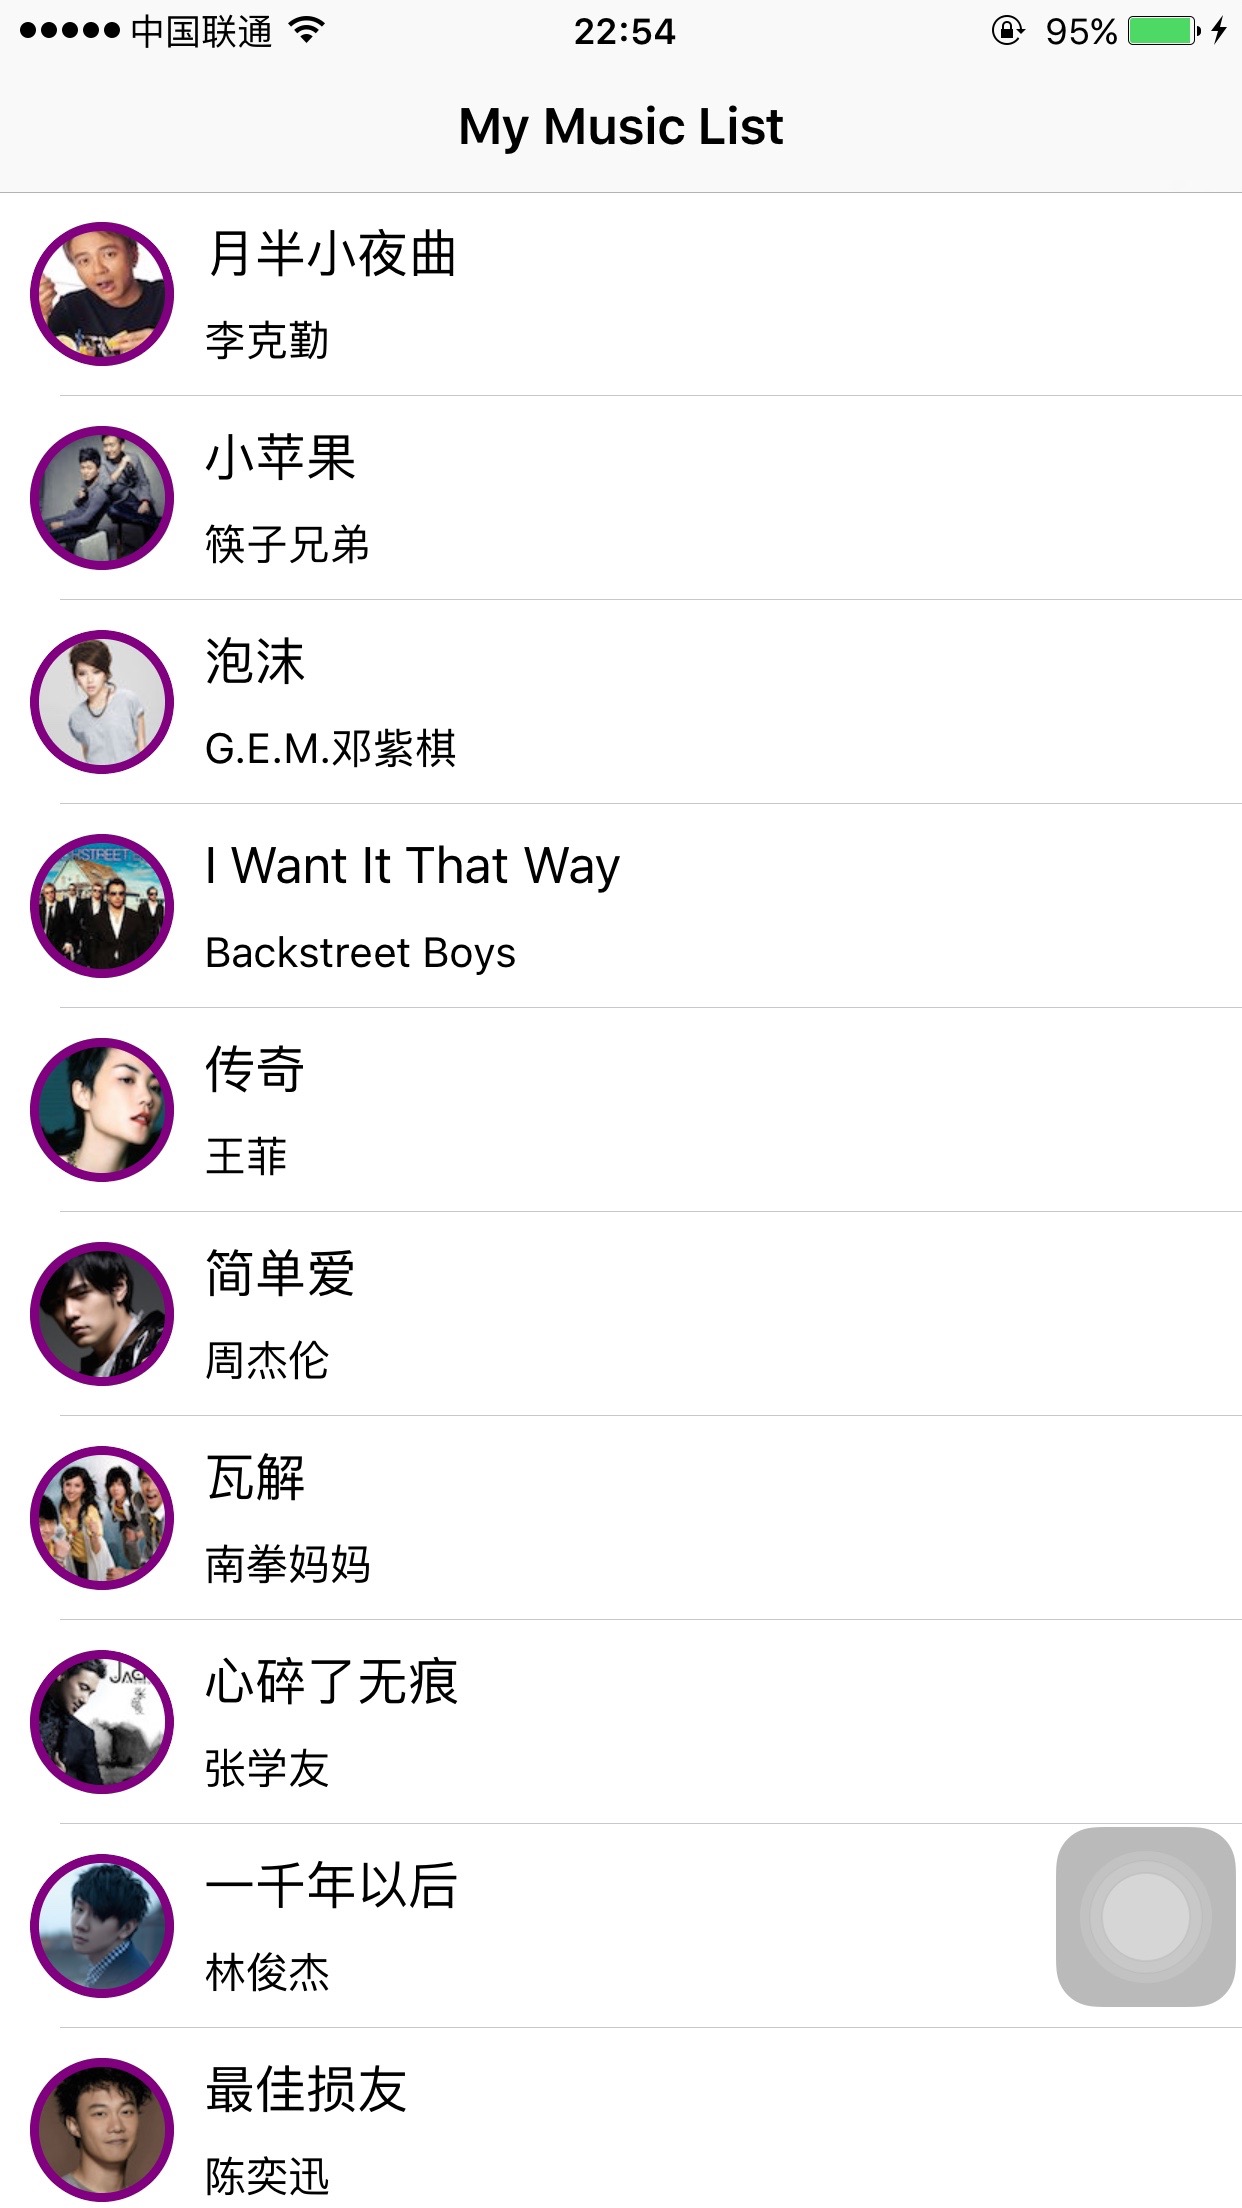 中国联通 22:54 95%
My Music List
月半小夜曲
李克勤
小苹果
筷子兄弟
泡沫
G.E.M.邓紫棋
I Want It That Way
Backstreet Boys
传奇
王菲
简单爱
周杰伦
瓦解
南拳妈妈
心碎了无痕
张学友
一千年以后
林俊杰
最佳损友
陈奕迅